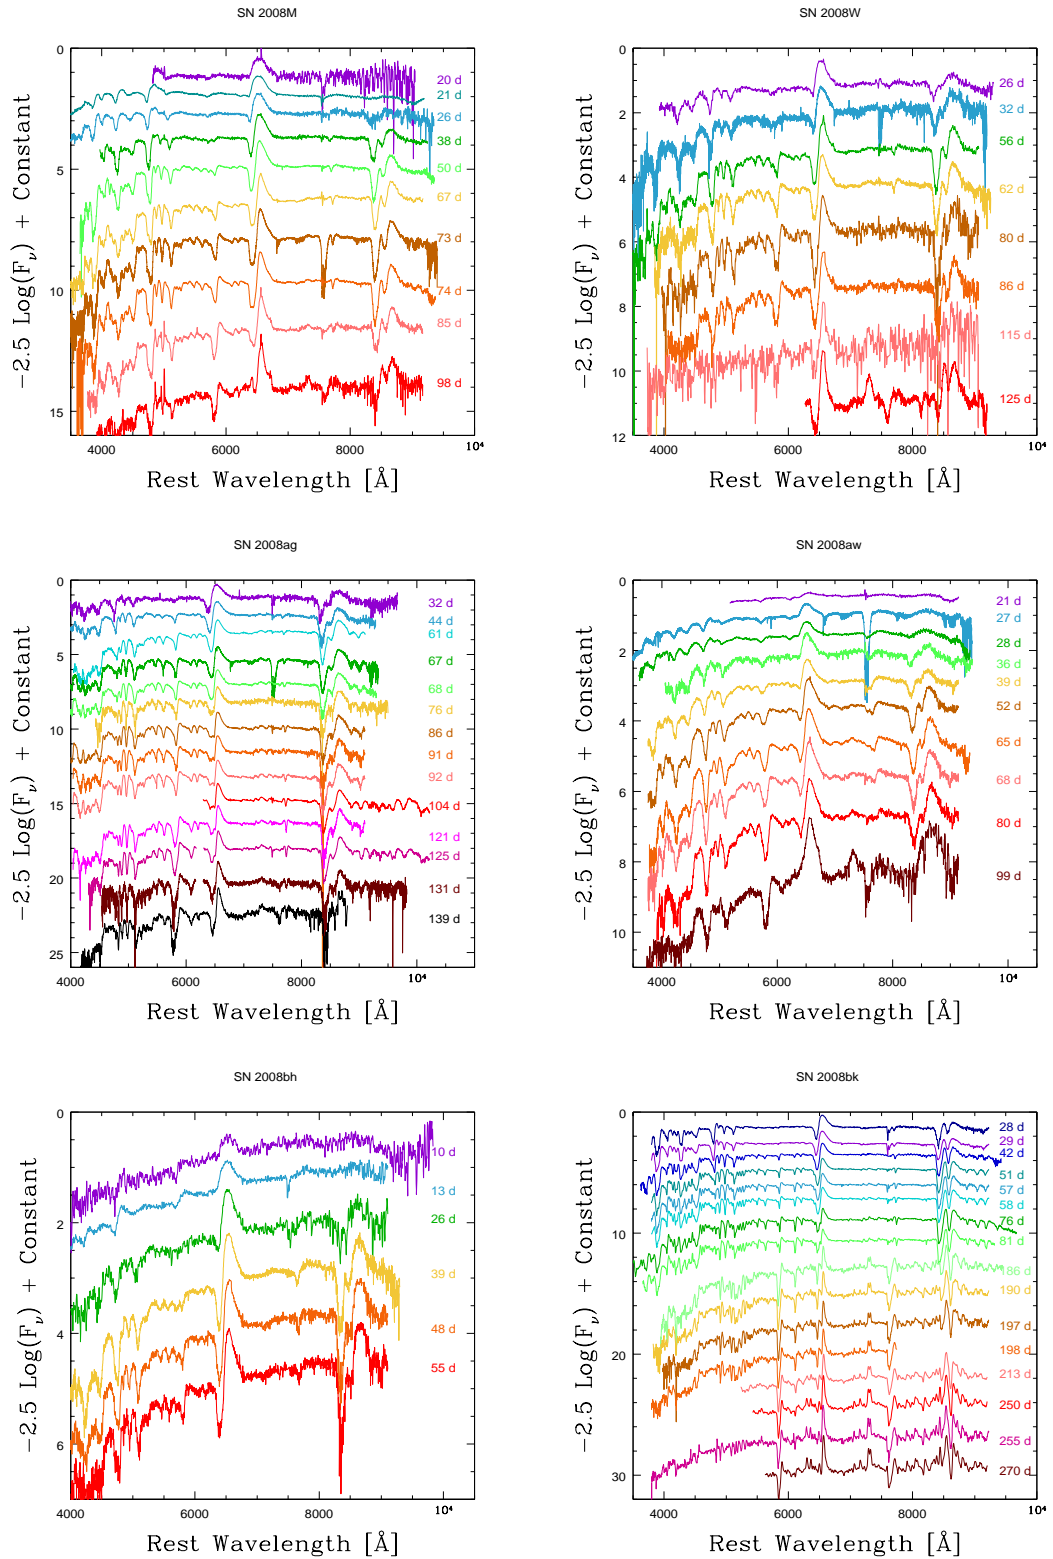 SN 2008M
0
5
10
15
4000
6000
8000
10⁴
−2.5 Log(Fν) + Constant
Rest Wavelength [Å]
20 d
21 d
26 d
38 d
50 d
67 d
73 d
74 d
85 d
98 d
SN 2008W
0
2
4
6
8
10
12
4000
6000
8000
10⁴
−2.5 Log(Fν) + Constant
Rest Wavelength [Å]
26 d
32 d
56 d
62 d
80 d
86 d
115 d
125 d
SN 2008ag
0
5
10
15
20
25
4000
6000
8000
10⁴
−2.5 Log(Fν) + Constant
Rest Wavelength [Å]
32 d
44 d
61 d
67 d
68 d
76 d
86 d
91 d
92 d
104 d
121 d
125 d
131 d
139 d
SN 2008aw
0
2
4
6
8
10
4000
6000
8000
10⁴
−2.5 Log(Fν) + Constant
Rest Wavelength [Å]
21 d
27 d
28 d
36 d
39 d
52 d
65 d
68 d
80 d
99 d
SN 2008bh
0
2
4
6
4000
6000
8000
10⁴
−2.5 Log(Fν) + Constant
Rest Wavelength [Å]
10 d
13 d
26 d
39 d
48 d
55 d
SN 2008bk
0
10
20
30
4000
6000
8000
10⁴
−2.5 Log(Fν) + Constant
Rest Wavelength [Å]
28 d
29 d
42 d
51 d
57 d
58 d
76 d
81 d
186 d
190 d
197 d
198 d
213 d
250 d
255 d
270 d